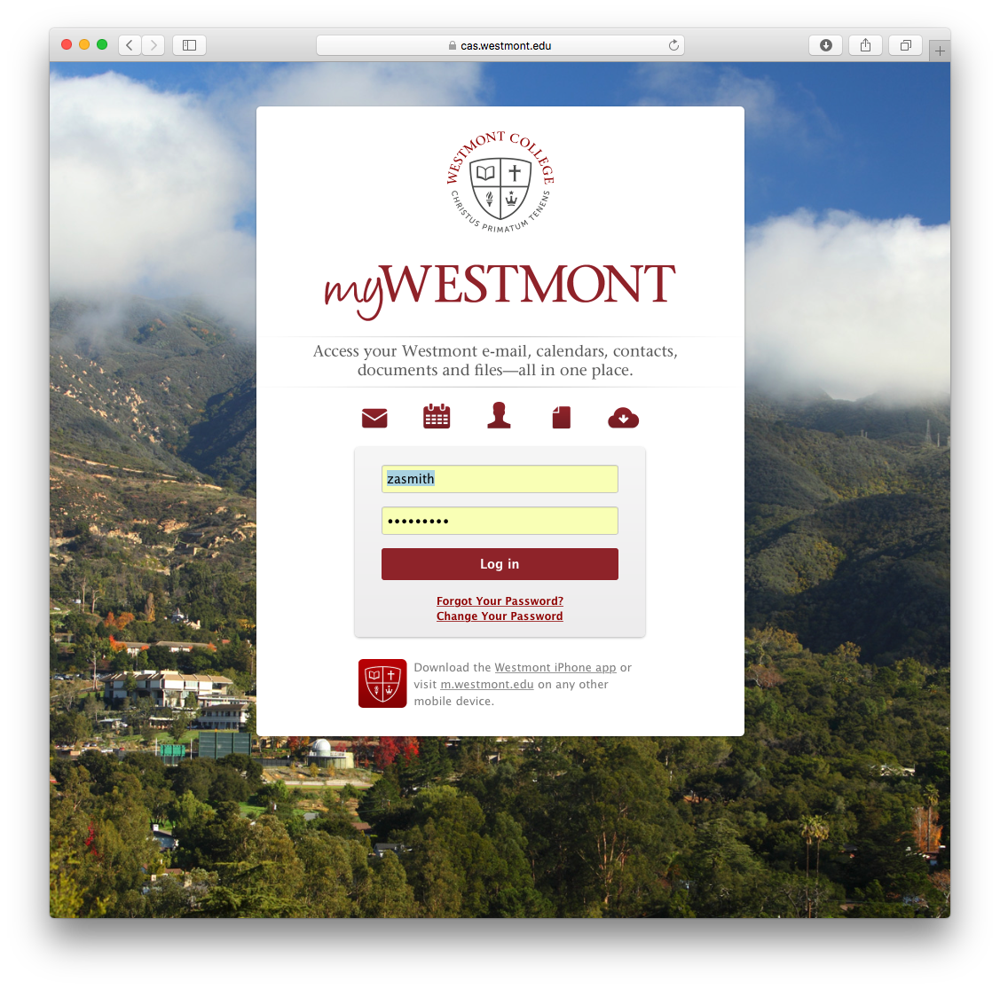 cas.westmont.edu
WESTMONT COLLEGE
CHRISTUS PRIMATUM TENENS
myWESTMONT
Access your Westmont e-mail, calendars, contacts,
documents and files—all in one place.
zasmith
•••••••••
Log in
Forgot Your Password?
Change Your Password
Download the Westmont iPhone app or
visit m.westmont.edu on any other
mobile device.